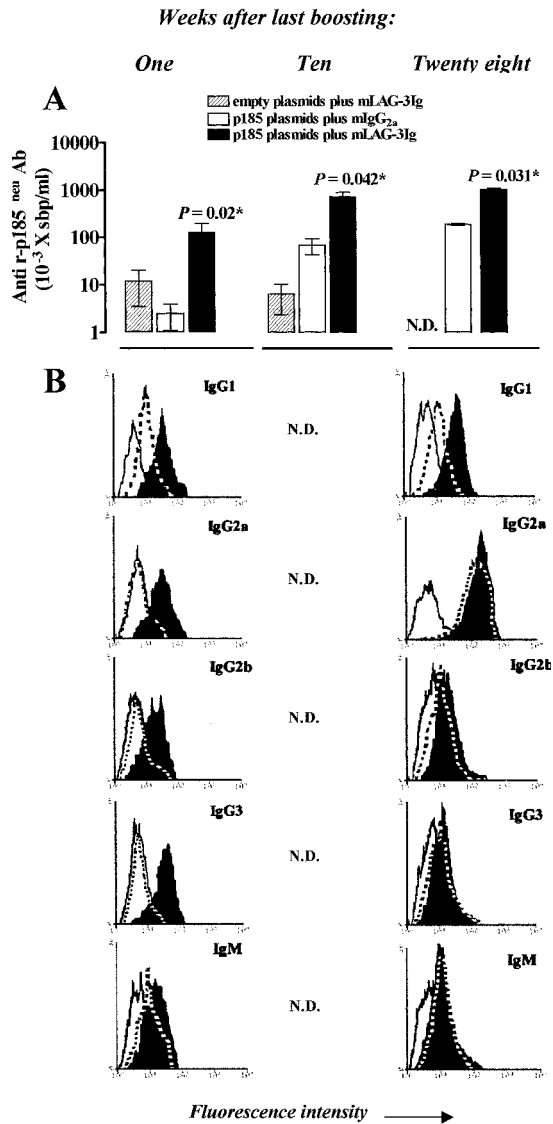 Weeks after last boosting:
One Ten Twenty eight
A
empty plasmids plus mLAG-3Ig
p185 plasmids plus mIgG2a
p185 plasmids plus mLAG-3Ig
Anti r-p185 neu Ab
(10-3 X sbp/ml)
10000
1000
100
10
1
P = 0.02*
P = 0.042*
P = 0.031*
N.D.
B
IgG1 N.D. IgG1
IgG2a N.D. IgG2a
IgG2b N.D. IgG2b
IgG3 N.D. IgG3
IgM N.D. IgM
Fluorescence intensity